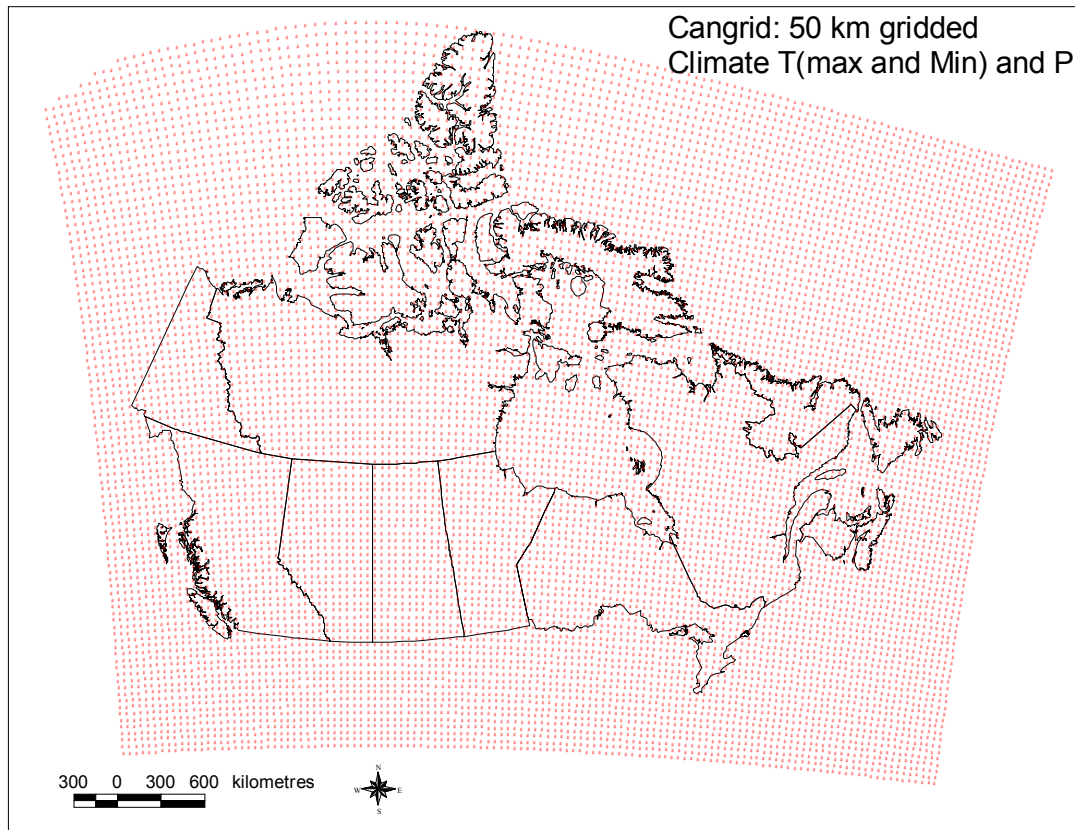 Cangrid: 50 km gridded
Climate T(max and Min) and P
300 0 300 600 kilometres
N
W E
S